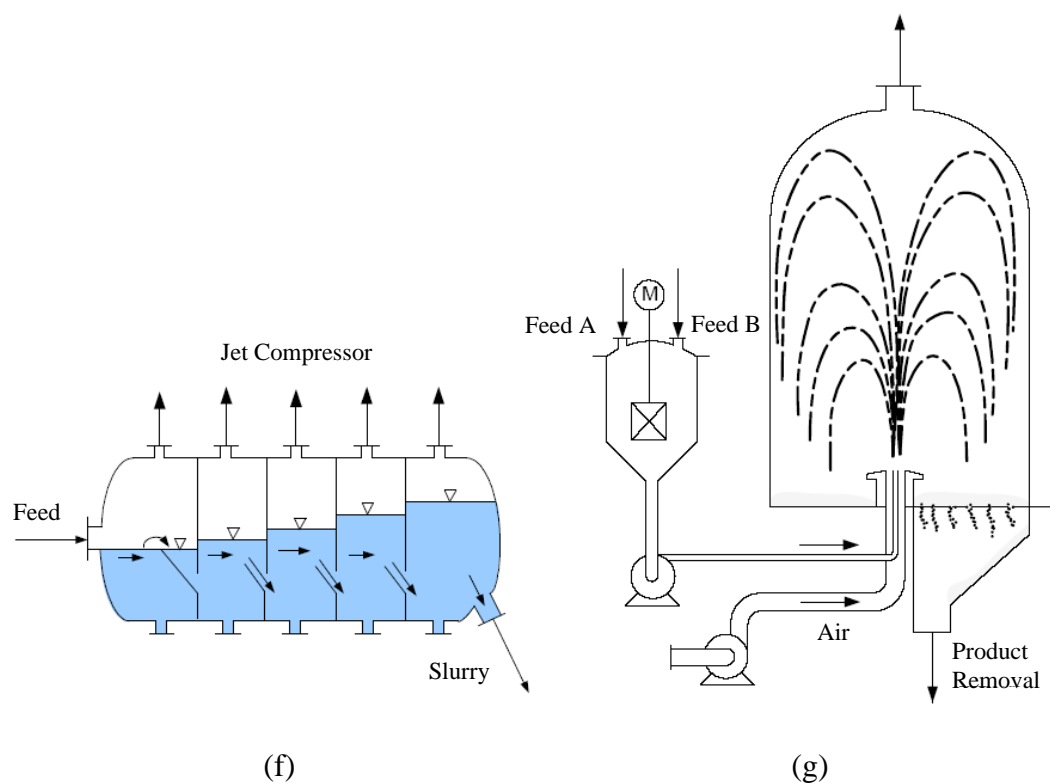 Jet Compressor
Feed
Slurry
(f)
Feed A
M
Feed B
Air
Product
Removal
(g)